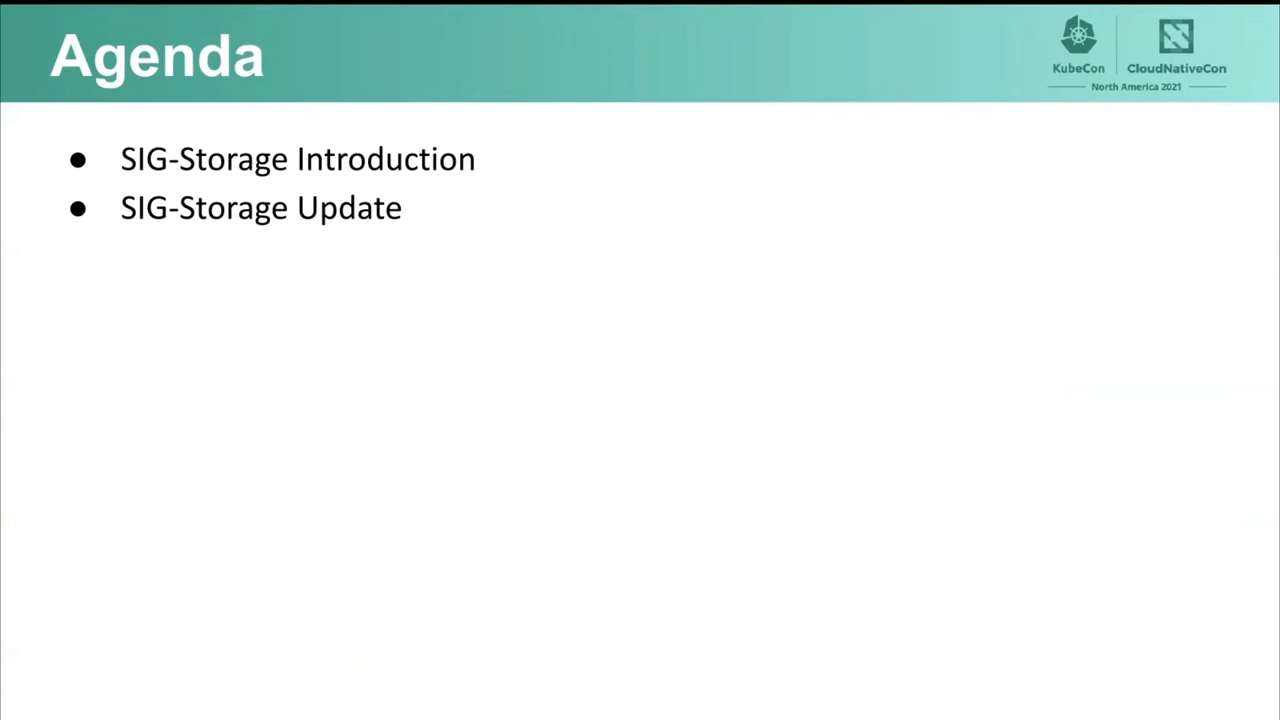 Agenda
KubeCon
CloudNativeCon
North America 2021
● SIG-Storage Introduction
● SIG-Storage Update